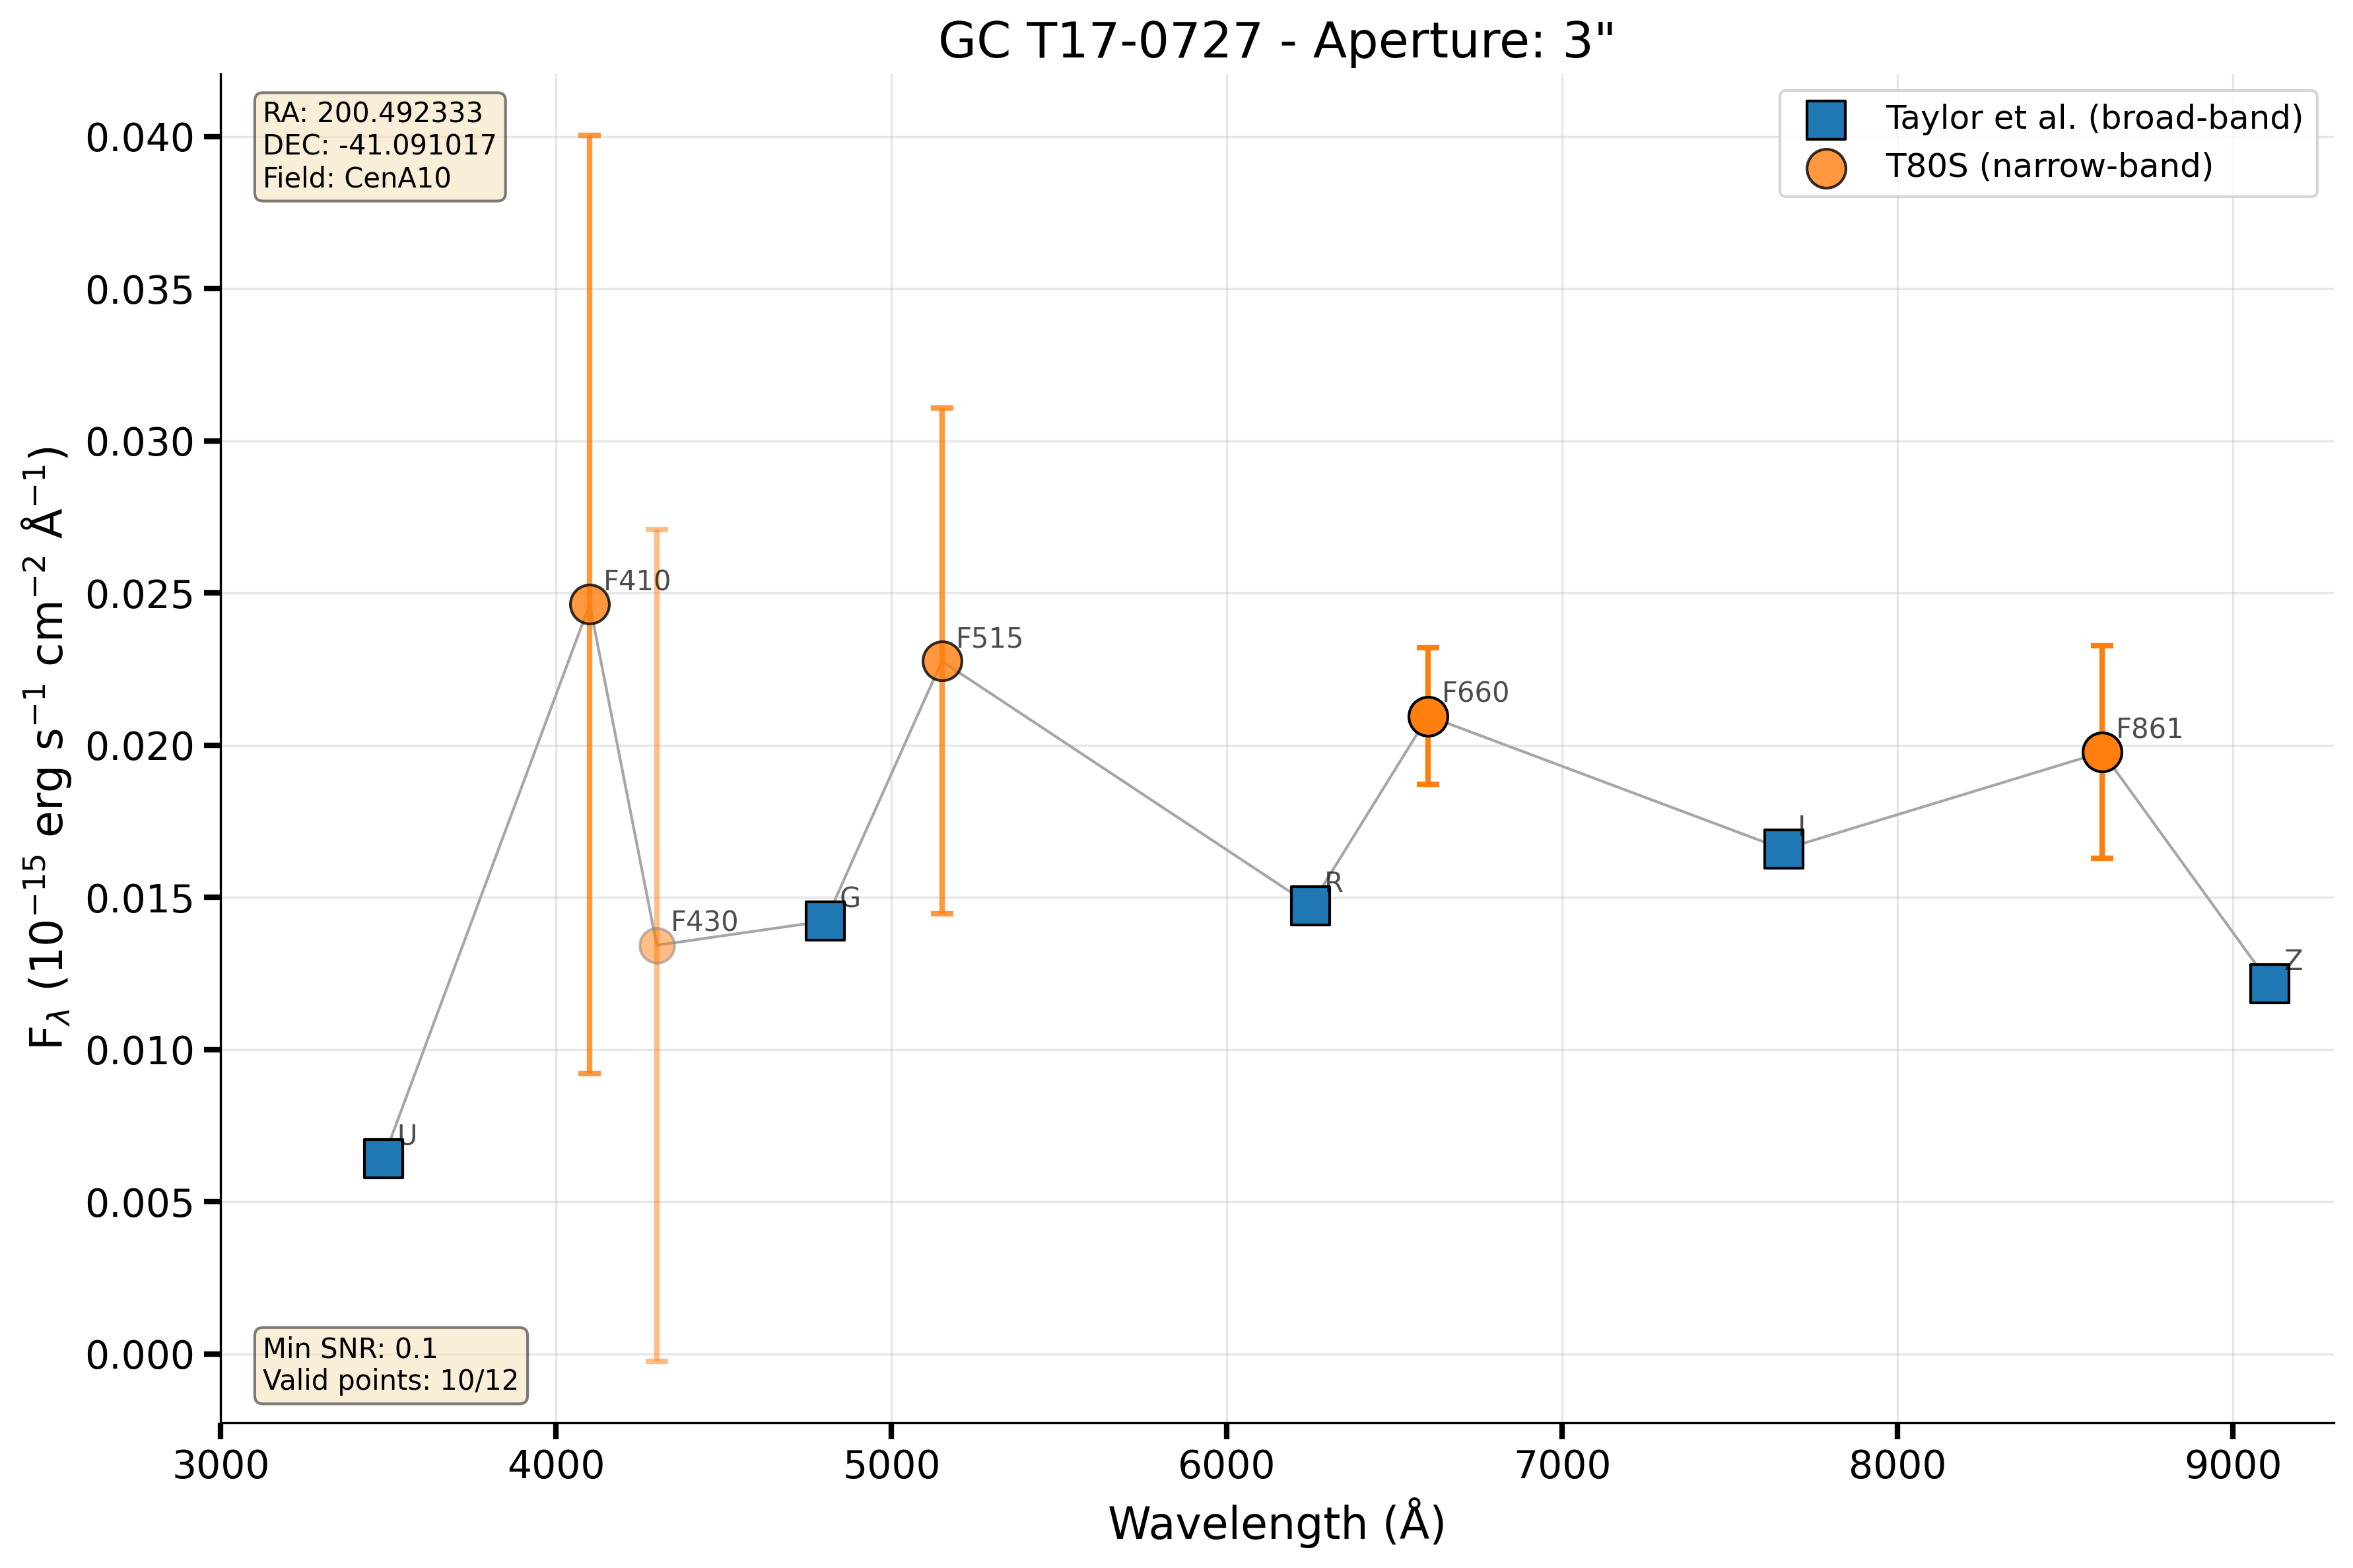 GC T17-0727 - Aperture: 3"
RA: 200.492333
DEC: -41.091017
Field: CenA10
Taylor et al. (broad-band)
T80S (narrow-band)
0.040
0.035
0.030
0.025
0.020
0.015
0.010
0.005
0.000
F410
F515
F660
F861
I
R
G
F430
Z
U
Min SNR: 0.1
Valid points: 10/12
3000 4000 5000 6000 7000 8000 9000
Wavelength (Å)
Fλ (10⁻¹⁵ erg s⁻¹ cm⁻² Å⁻¹)